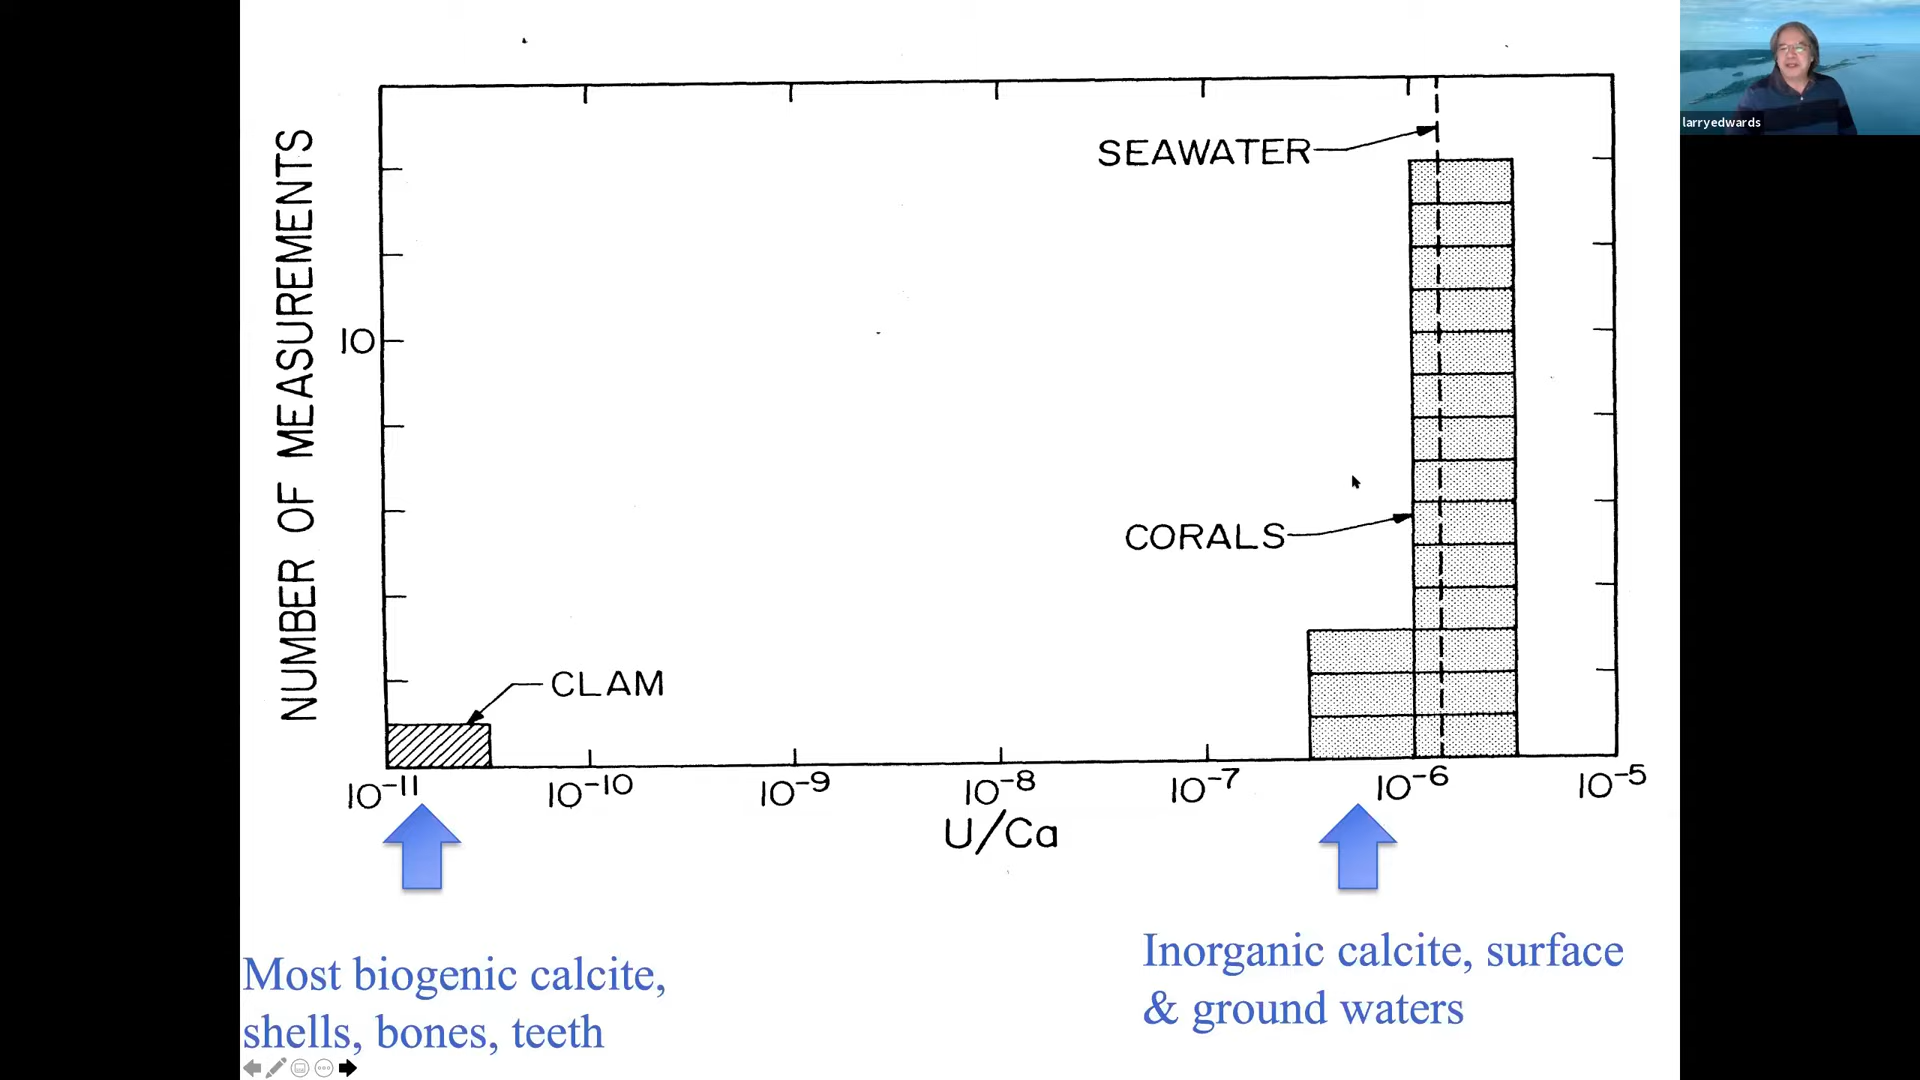 larryedwards
SEAWATER
NUMBER OF MEASUREMENTS
10
CORALS
CLAM
10-11
10-10
10-9
10-8
10-7
10-6
10-5
U/Ca
Most biogenic calcite,
shells, bones, teeth
Inorganic calcite, surface
& ground waters